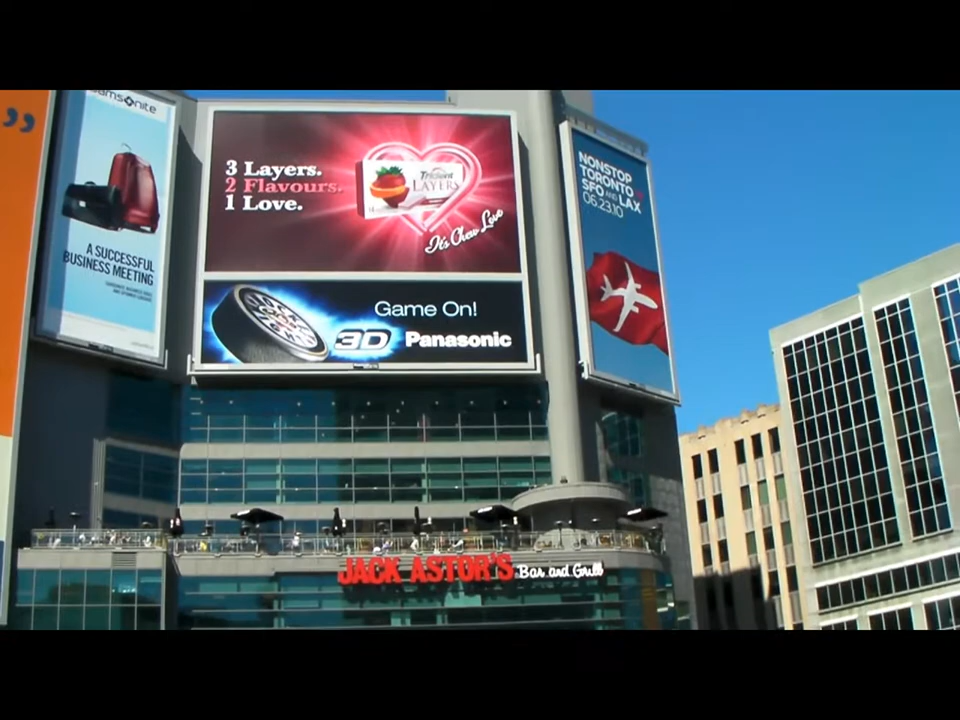 samsonite
A SUCCESSFUL
BUSINESS MEETING
3 Layers.
2 Flavours.
1 Love.
Trident
LAYERS
It's Chew Love
Game On!
3D Panasonic
NONSTOP
TORONTO
SFO AND LAX
06.23.10
JACK ASTOR'S Bar and Grill